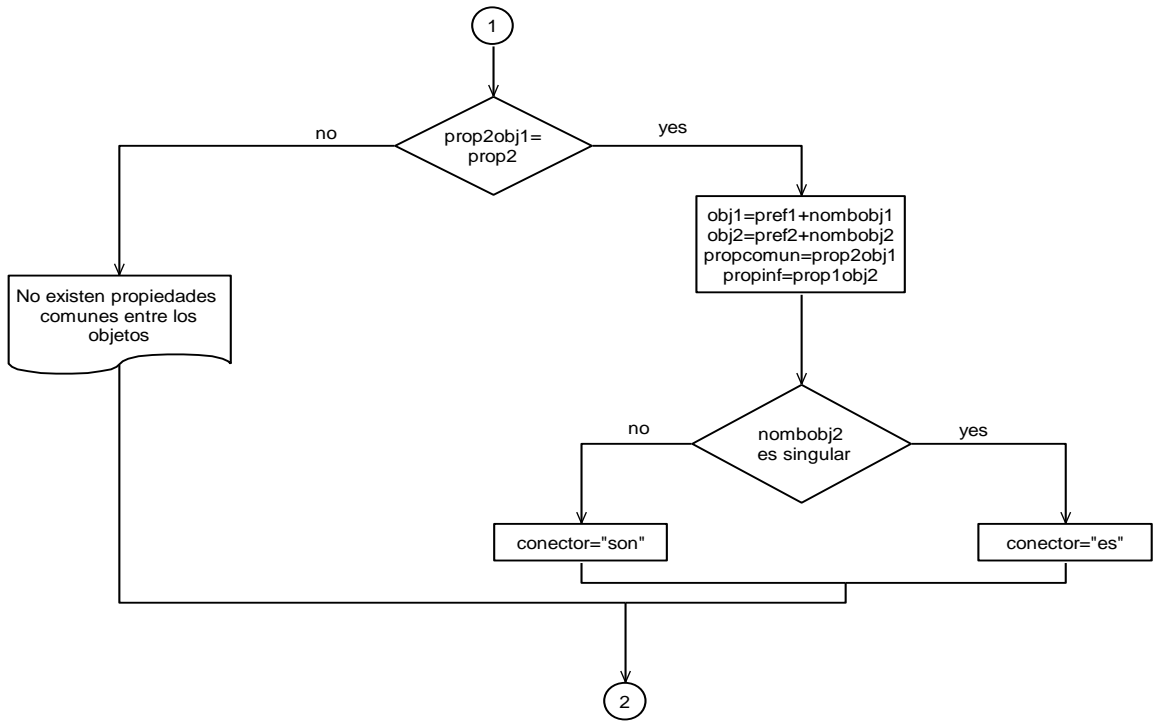 1
prop2obj1=
prop2
no
yes
obj1=pref1+nombobj1
obj2=pref2+nombobj2
propcomun=prop2obj1
propinf=prop1obj2
No existen propiedades
comunes entre los
objetos
nombobj2
es singular
no
yes
conector="son"
conector="es"
2